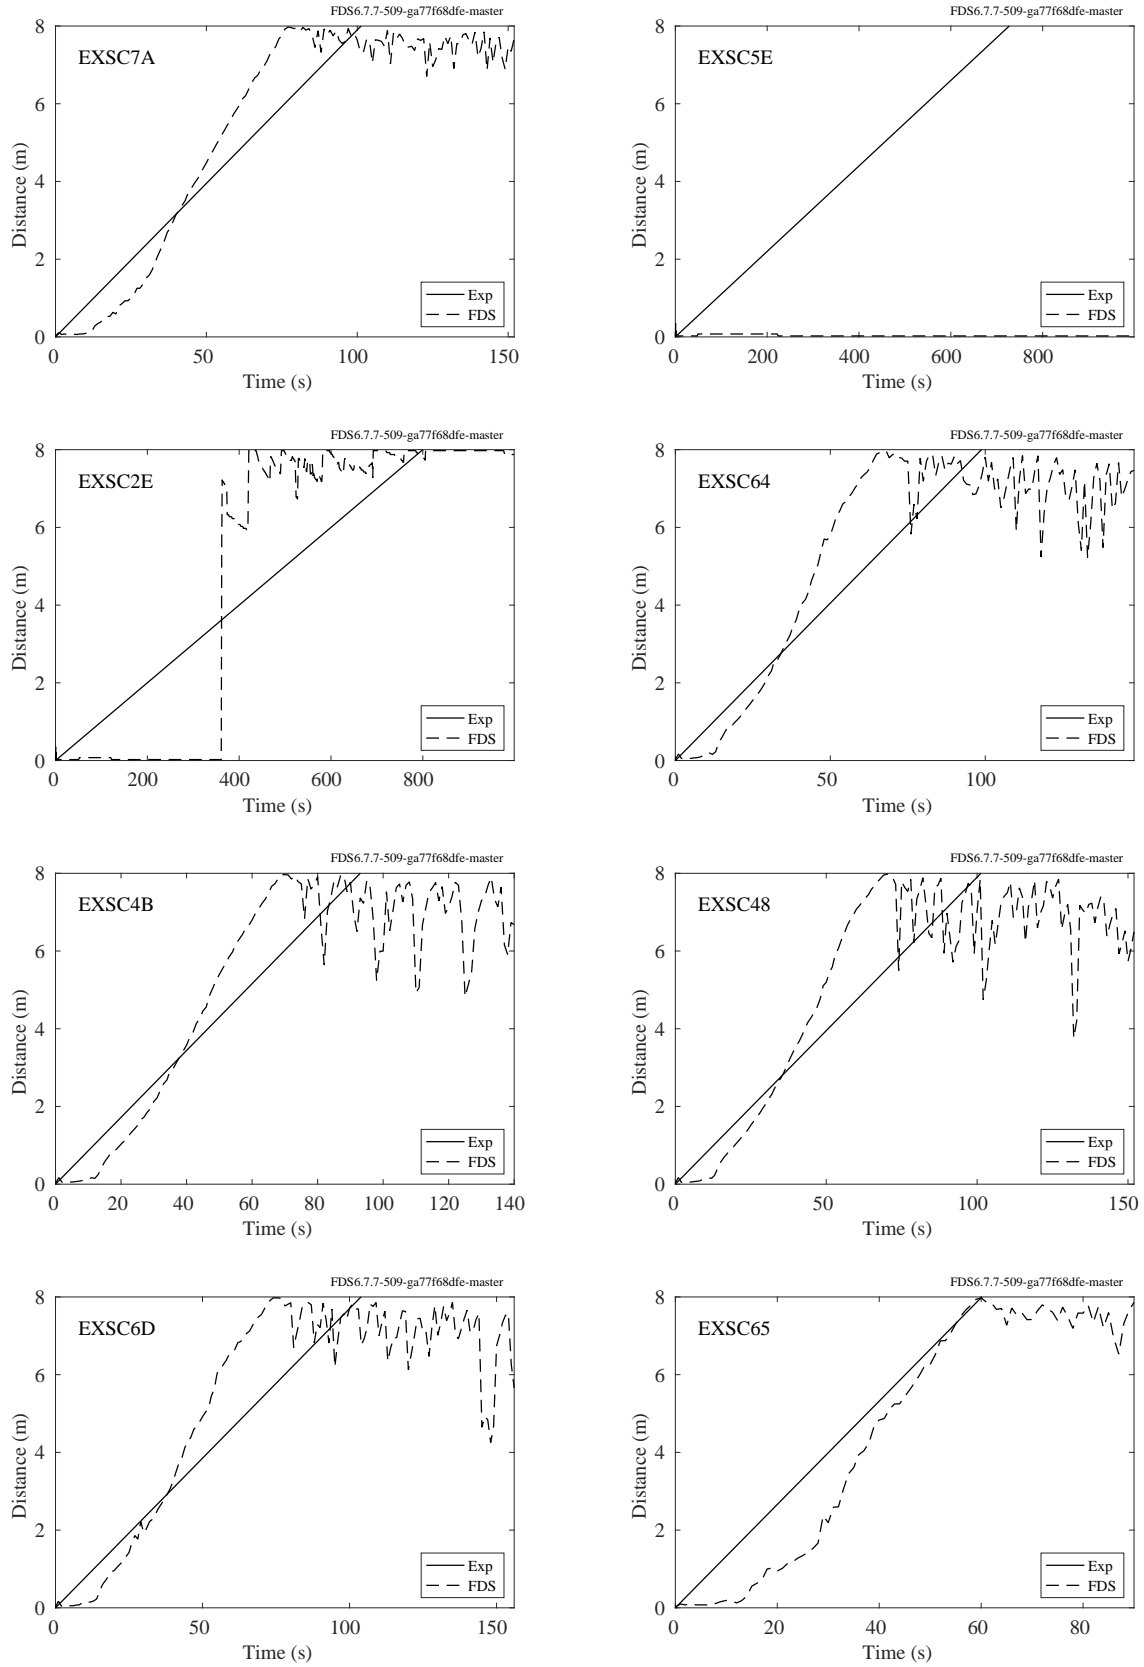 FDS6.7.7-509-ga77f68dfe-master
EXSC7A
8
6
4
2
0
Distance (m)
0 50 100 150
Time (s)
Exp
FDS
FDS6.7.7-509-ga77f68dfe-master
EXSC5E
8
6
4
2
0
Distance (m)
0 200 400 600 800
Time (s)
Exp
FDS
FDS6.7.7-509-ga77f68dfe-master
EXSC2E
8
6
4
2
0
Distance (m)
0 200 400 600 800
Time (s)
Exp
FDS
FDS6.7.7-509-ga77f68dfe-master
EXSC64
8
6
4
2
0
Distance (m)
0 50 100
Time (s)
Exp
FDS
FDS6.7.7-509-ga77f68dfe-master
EXSC4B
8
6
4
2
0
Distance (m)
0 20 40 60 80 100 120 140
Time (s)
Exp
FDS
FDS6.7.7-509-ga77f68dfe-master
EXSC48
8
6
4
2
0
Distance (m)
0 50 100 150
Time (s)
Exp
FDS
FDS6.7.7-509-ga77f68dfe-master
EXSC6D
8
6
4
2
0
Distance (m)
0 50 100 150
Time (s)
Exp
FDS
FDS6.7.7-509-ga77f68dfe-master
EXSC65
8
6
4
2
0
Distance (m)
0 20 40 60 80
Time (s)
Exp
FDS